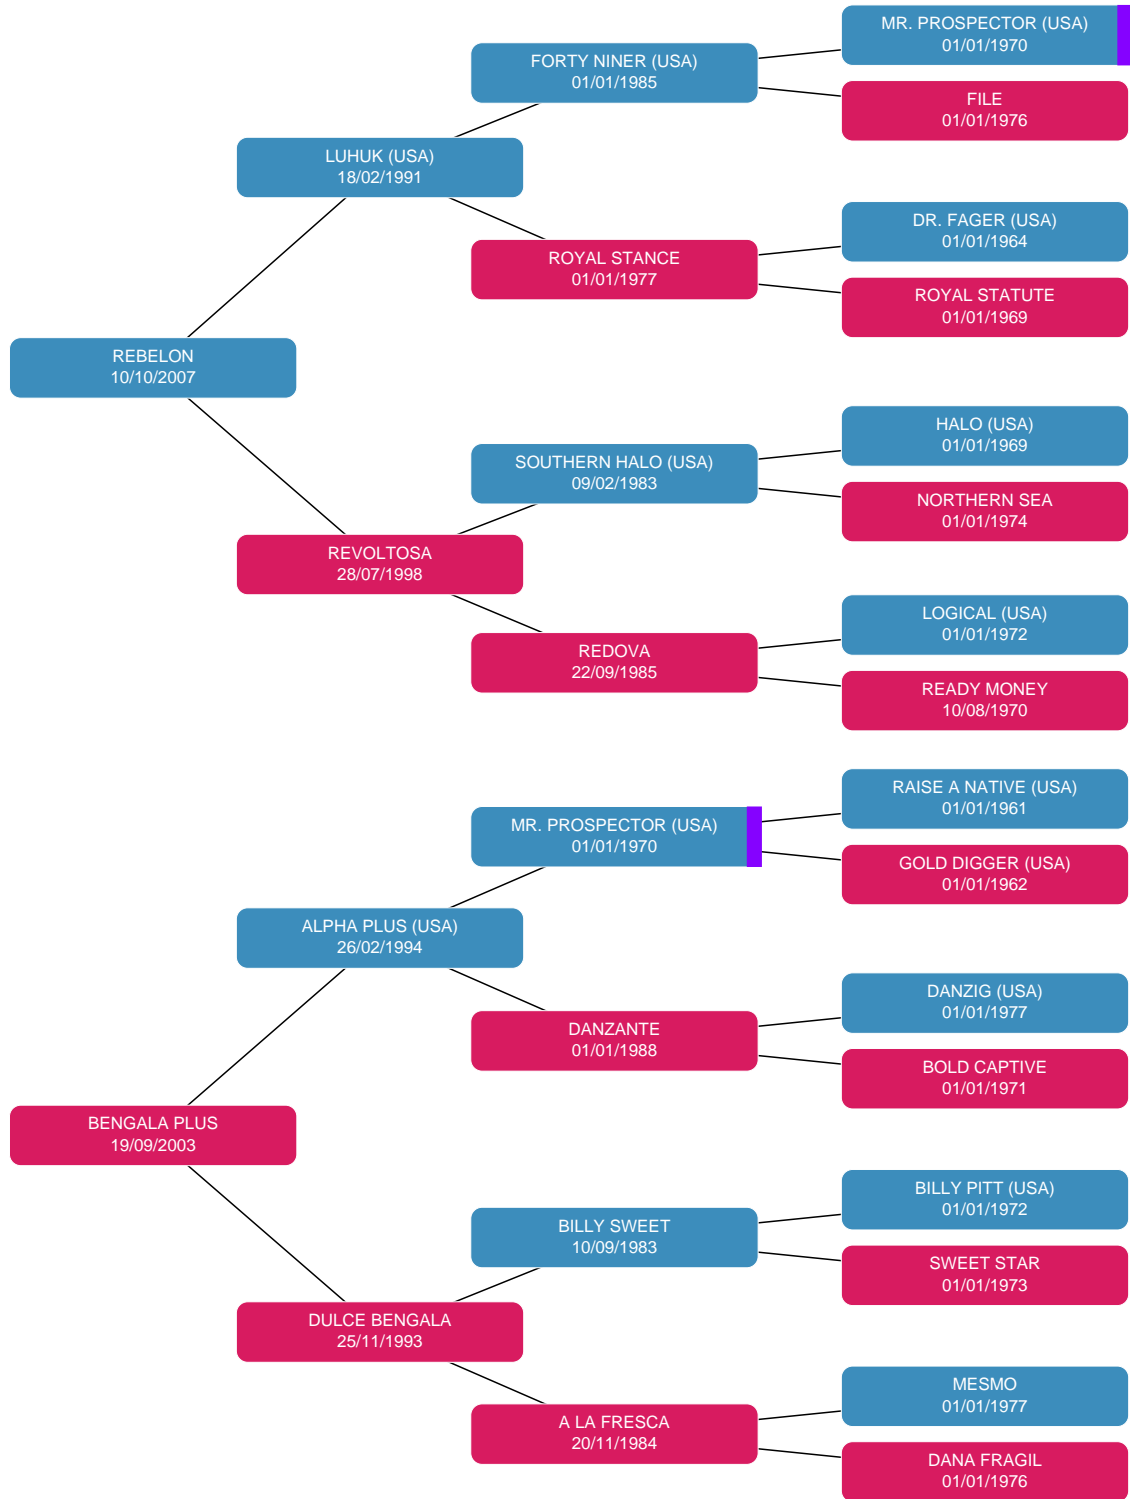 MR. PROSPECTOR (USA)
01/01/1970
FORTY NINER (USA)
01/01/1985
FILE
01/01/1976
LUHUK (USA)
18/02/1991
DR. FAGER (USA)
01/01/1964
ROYAL STANCE
01/01/1977
ROYAL STATUTE
01/01/1969
REBELON
10/10/2007
HALO (USA)
01/01/1969
SOUTHERN HALO (USA)
09/02/1983
NORTHERN SEA
01/01/1974
REVOLTOSA
28/07/1998
LOGICAL (USA)
01/01/1972
REDOVA
22/09/1985
READY MONEY
10/08/1970
RAISE A NATIVE (USA)
01/01/1961
MR. PROSPECTOR (USA)
01/01/1970
GOLD DIGGER (USA)
01/01/1962
ALPHA PLUS (USA)
26/02/1994
DANZIG (USA)
01/01/1977
DANZANTE
01/01/1988
BOLD CAPTIVE
01/01/1971
BENGALA PLUS
19/09/2003
BILLY PITT (USA)
01/01/1972
BILLY SWEET
10/09/1983
SWEET STAR
01/01/1973
DULCE BENGALA
25/11/1993
MESMO
01/01/1977
A LA FRESCA
20/11/1984
DANA FRAGIL
01/01/1976